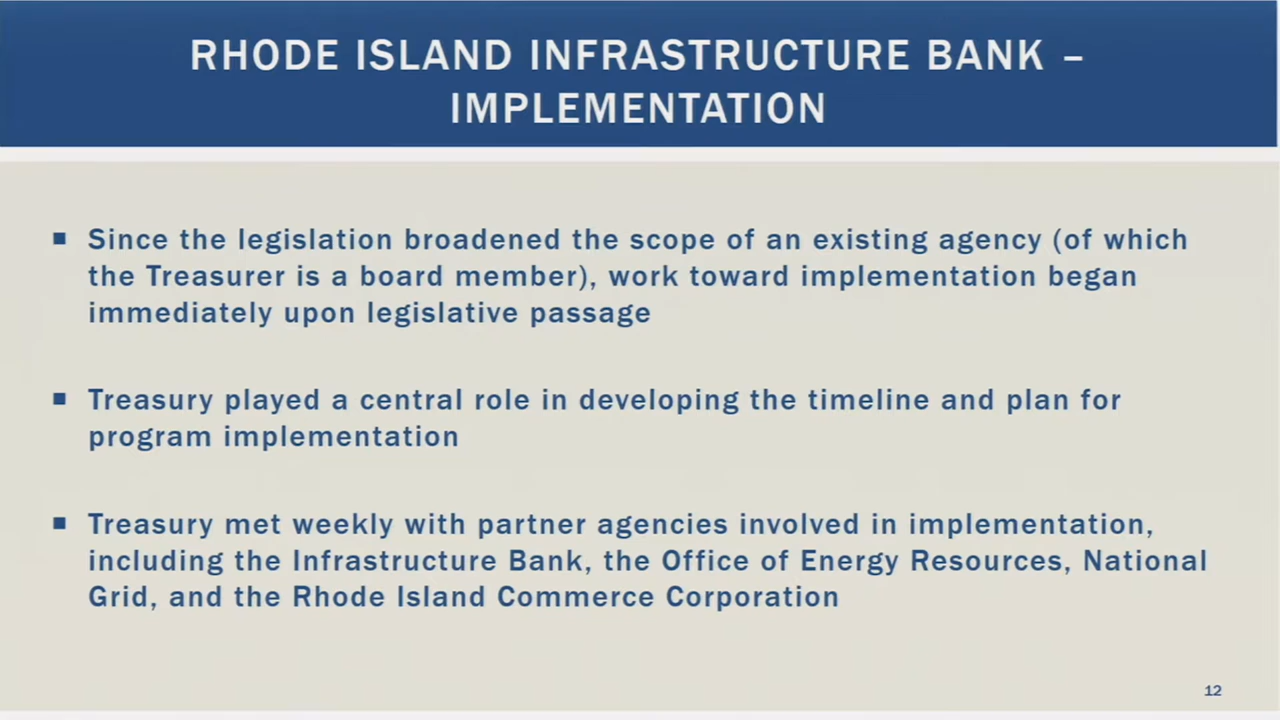 RHODE ISLAND INFRASTRUCTURE BANK –
IMPLEMENTATION
▪ Since the legislation broadened the scope of an existing agency (of which
the Treasurer is a board member), work toward implementation began
immediately upon legislative passage
▪ Treasury played a central role in developing the timeline and plan for
program implementation
▪ Treasury met weekly with partner agencies involved in implementation,
including the Infrastructure Bank, the Office of Energy Resources, National
Grid, and the Rhode Island Commerce Corporation
12